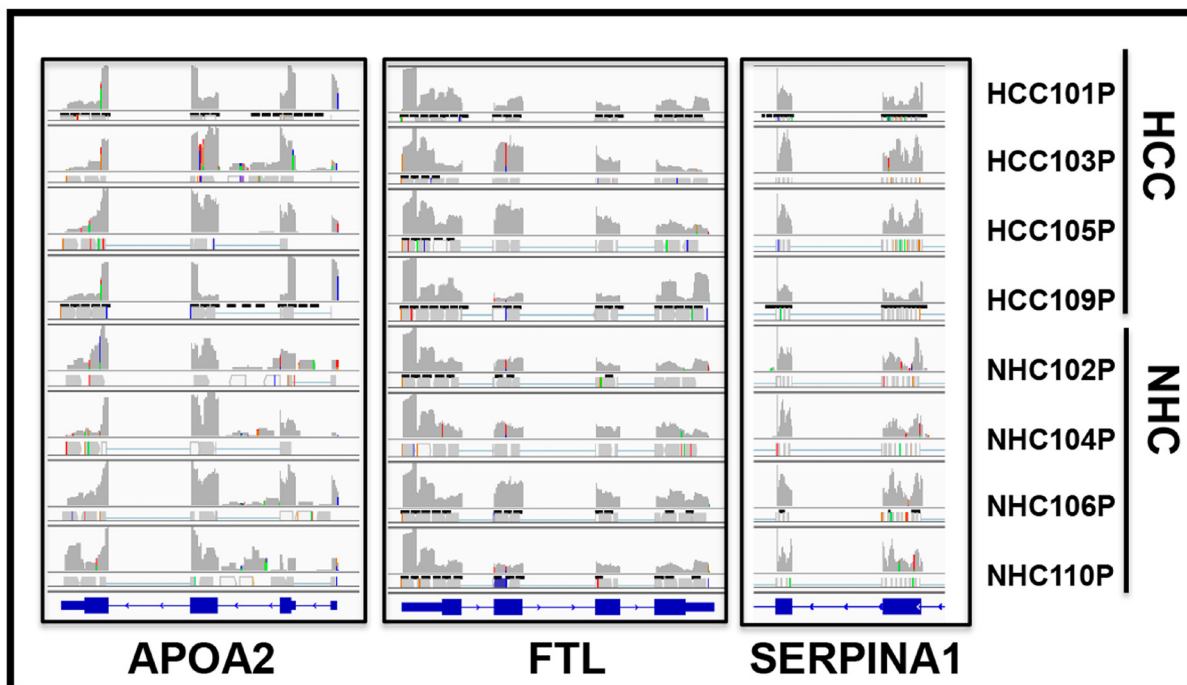 HCC101P
HCC103P
HCC105P
HCC109P
NHC102P
NHC104P
NHC106P
NHC110P
HCC
NHC
APOA2
FTL
SERPINA1